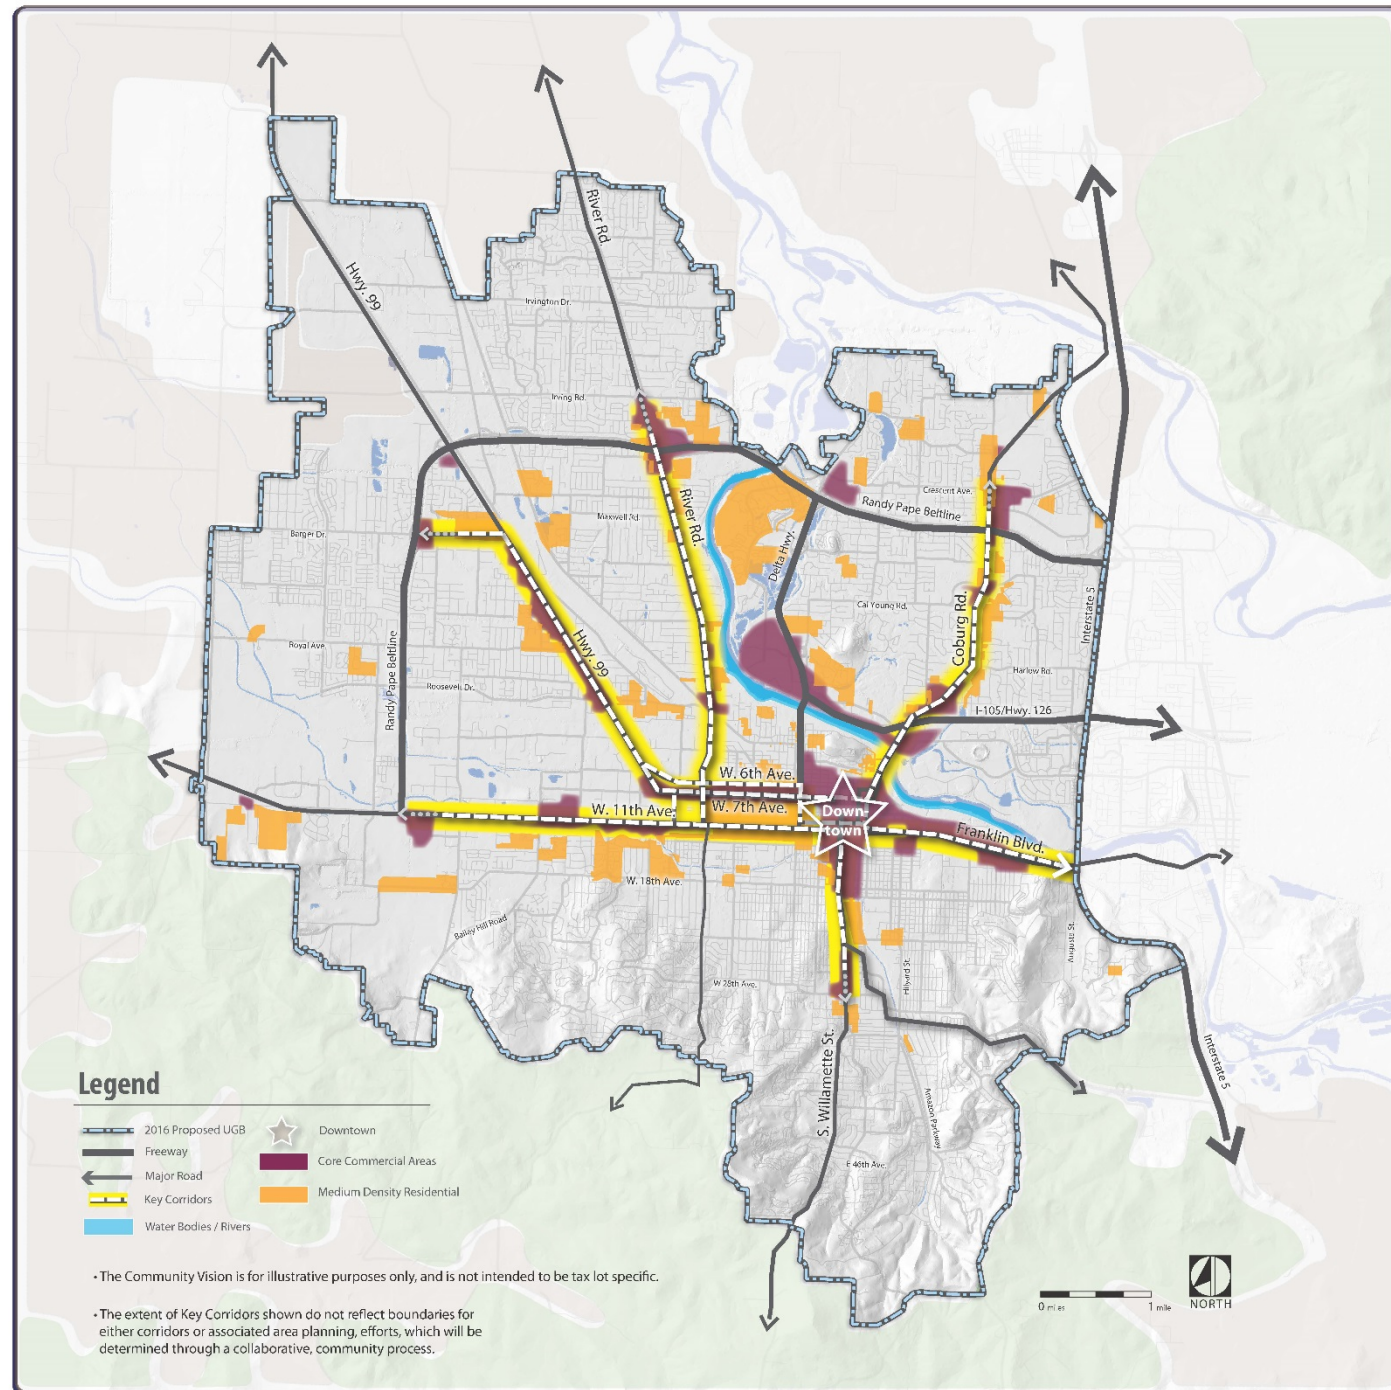 River Rd.
Hwy. 99
Irvington Dr.
Irving Rd.
Crescent Ave.
Randy Pape Beltline
River Rd.
Maxwell Rd.
Barger Dr.
Delta Hwy.
Cal Young Rd.
Coburg Rd.
Interstate 5
Hwy. 99
Royal Ave.
Randy Pape Beltline
Roosevelt Dr.
Harlow Rd.
I-105/Hwy. 126
W. 6th Ave.
W. 7th Ave.
W. 11th Ave.
Down-
town
Franklin Blvd.
W. 18th Ave.
Bailey Hill Road
Augusta St.
Hilyard St.
W 28th Ave.
S. Willamette St.
Amazon Parkway
E 46th Ave.
Interstate 5
Legend
2016 Proposed UGB
Freeway
Major Road
Key Corridors
Water Bodies / Rivers
Downtown
Core Commercial Areas
Medium Density Residential
• The Community Vision is for illustrative purposes only, and is not intended to be tax lot specific.
• The extent of Key Corridors shown do not reflect boundaries for
either corridors or associated area planning, efforts, which will be
determined through a collaborative, community process.
0 miles
1 mile
NORTH